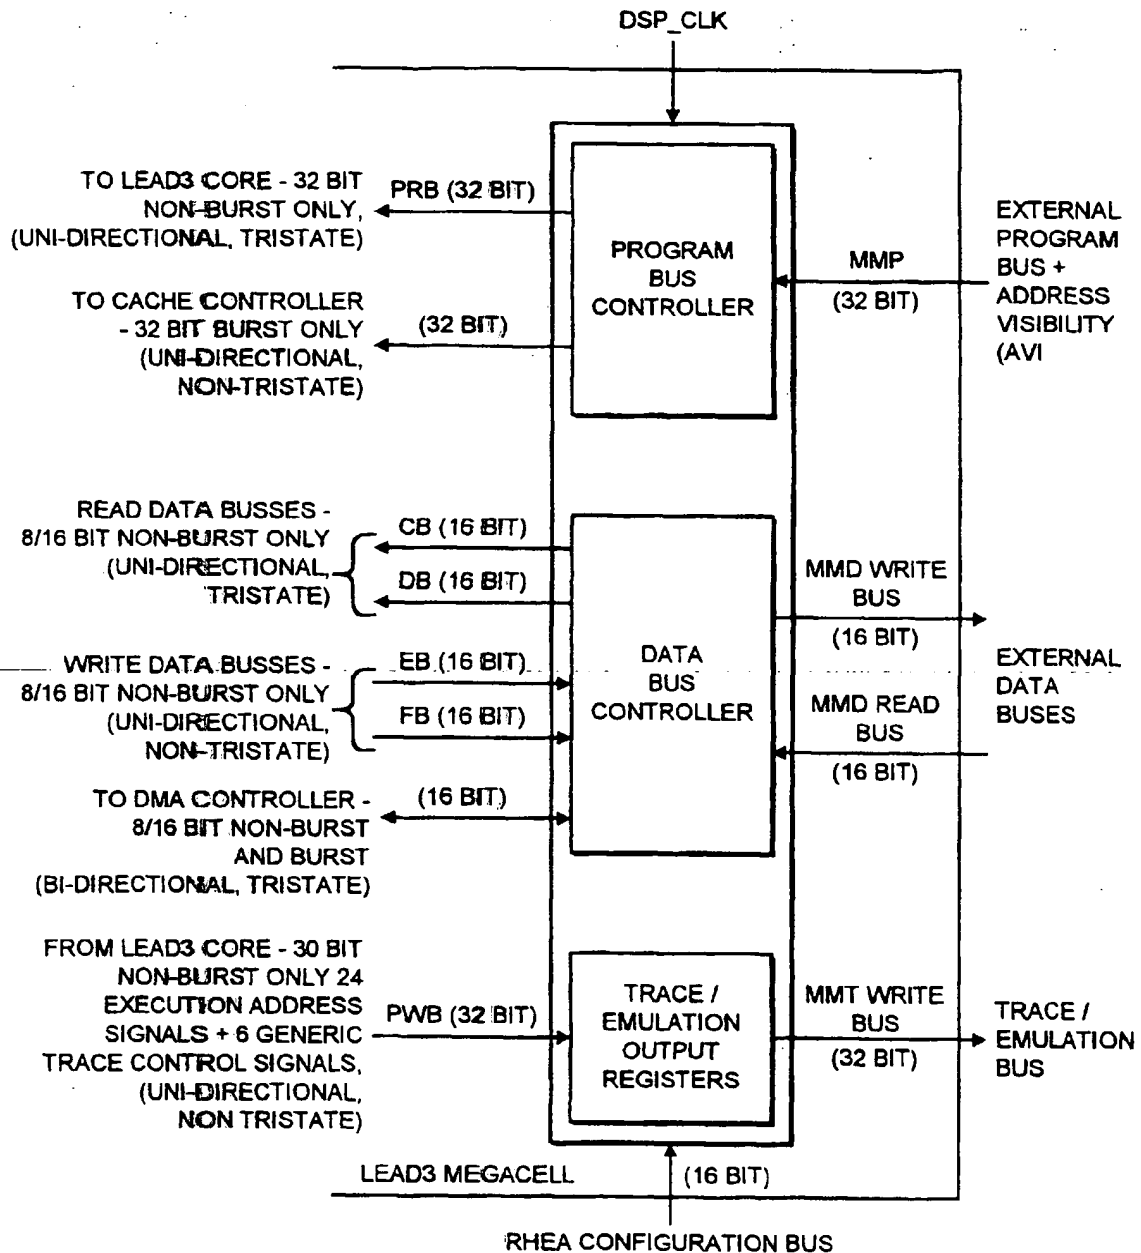 DSP_CLK
TO LEAD3 CORE - 32 BIT
NON-BURST ONLY,
(UNI-DIRECTIONAL, TRISTATE)
PRB (32 BIT)
TO CACHE CONTROLLER
- 32 BIT BURST ONLY
(UNI-DIRECTIONAL,
NON-TRISTATE)
(32 BIT)
PROGRAM
BUS
CONTROLLER
MMP
(32 BIT)
EXTERNAL
PROGRAM
BUS +
ADDRESS
VISIBILITY
(AVI
READ DATA BUSSES -
8/16 BIT NON-BURST ONLY
(UNI-DIRECTIONAL,
TRISTATE)
CB (16 BIT)
DB (16 BIT)
WRITE DATA BUSSES -
8/16 BIT NON-BURST ONLY
(UNI-DIRECTIONAL,
NON-TRISTATE)
EB (16 BIT)
FB (16 BIT)
TO DMA CONTROLLER -
8/16 BIT NON-BURST
AND BURST
(BI-DIRECTIONAL, TRISTATE)
(16 BIT)
DATA
BUS
CONTROLLER
MMD WRITE
BUS
(16 BIT)
MMD READ
BUS
(16 BIT)
EXTERNAL
DATA
BUSES
FROM LEAD3 CORE - 30 BIT
NON-BURST ONLY 24
EXECUTION ADDRESS
SIGNALS + 6 GENERIC
TRACE CONTROL SIGNALS,
(UNI-DIRECTIONAL,
NON TRISTATE)
PWB (32 BIT)
TRACE /
EMULATION
OUTPUT
REGISTERS
MMT WRITE
BUS
(32 BIT)
TRACE /
EMULATION
BUS
LEAD3 MEGACELL
(16 BIT)
RHEA CONFIGURATION BUS